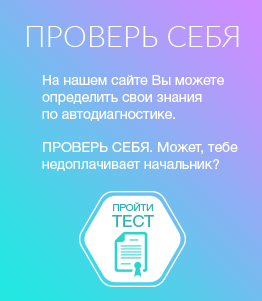 ПРОВЕРЬ СЕБЯ
На нашем сайте Вы можете
определить свои знания
по автодиагностике.
ПРОВЕРЬ СЕБЯ. Может, тебе
недоплачивает начальник?
ПРОЙТИ
ТЕСТ